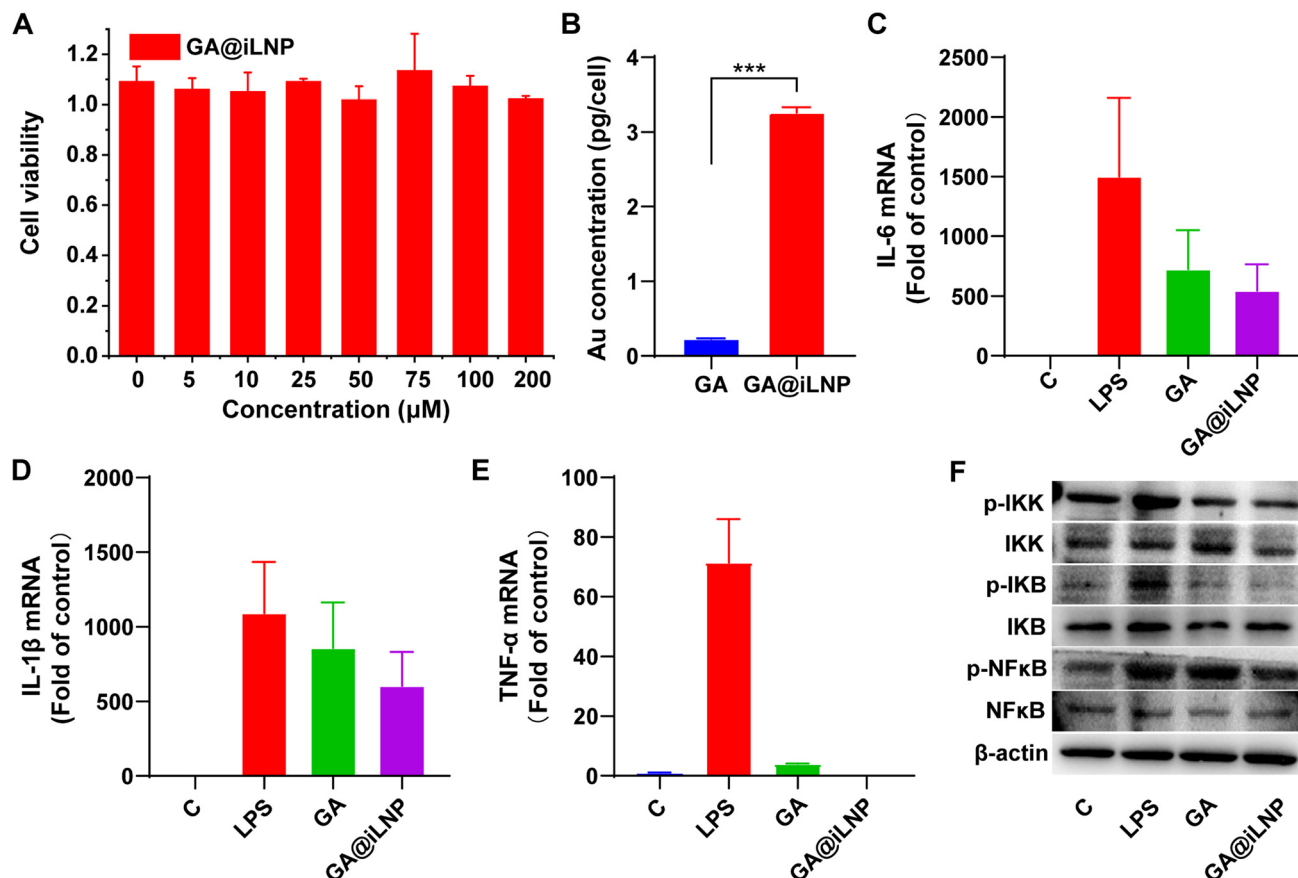 A
GA@iLNP
Cell viability
1.2
1.0
0.8
0.6
0.4
0.2
0.0
0 5 10 25 50 75 100 200
Concentration (μM)
B
Au concentration (pg/cell)
4
3
2
1
0
***
GA GA@iLNP
C
IL-6 mRNA
(Fold of control)
2500
2000
1500
1000
500
0
C LPS GA GA@iLNP
D
IL-1β mRNA
(Fold of control)
2000
1500
1000
500
0
C LPS GA GA@iLNP
E
TNF-α mRNA
(Fold of control)
100
80
60
40
20
0
C LPS GA GA@iLNP
F
p-IKK
IKK
p-IKB
IKB
p-NFκB
NFκB
β-actin
C LPS GA GA@iLNP